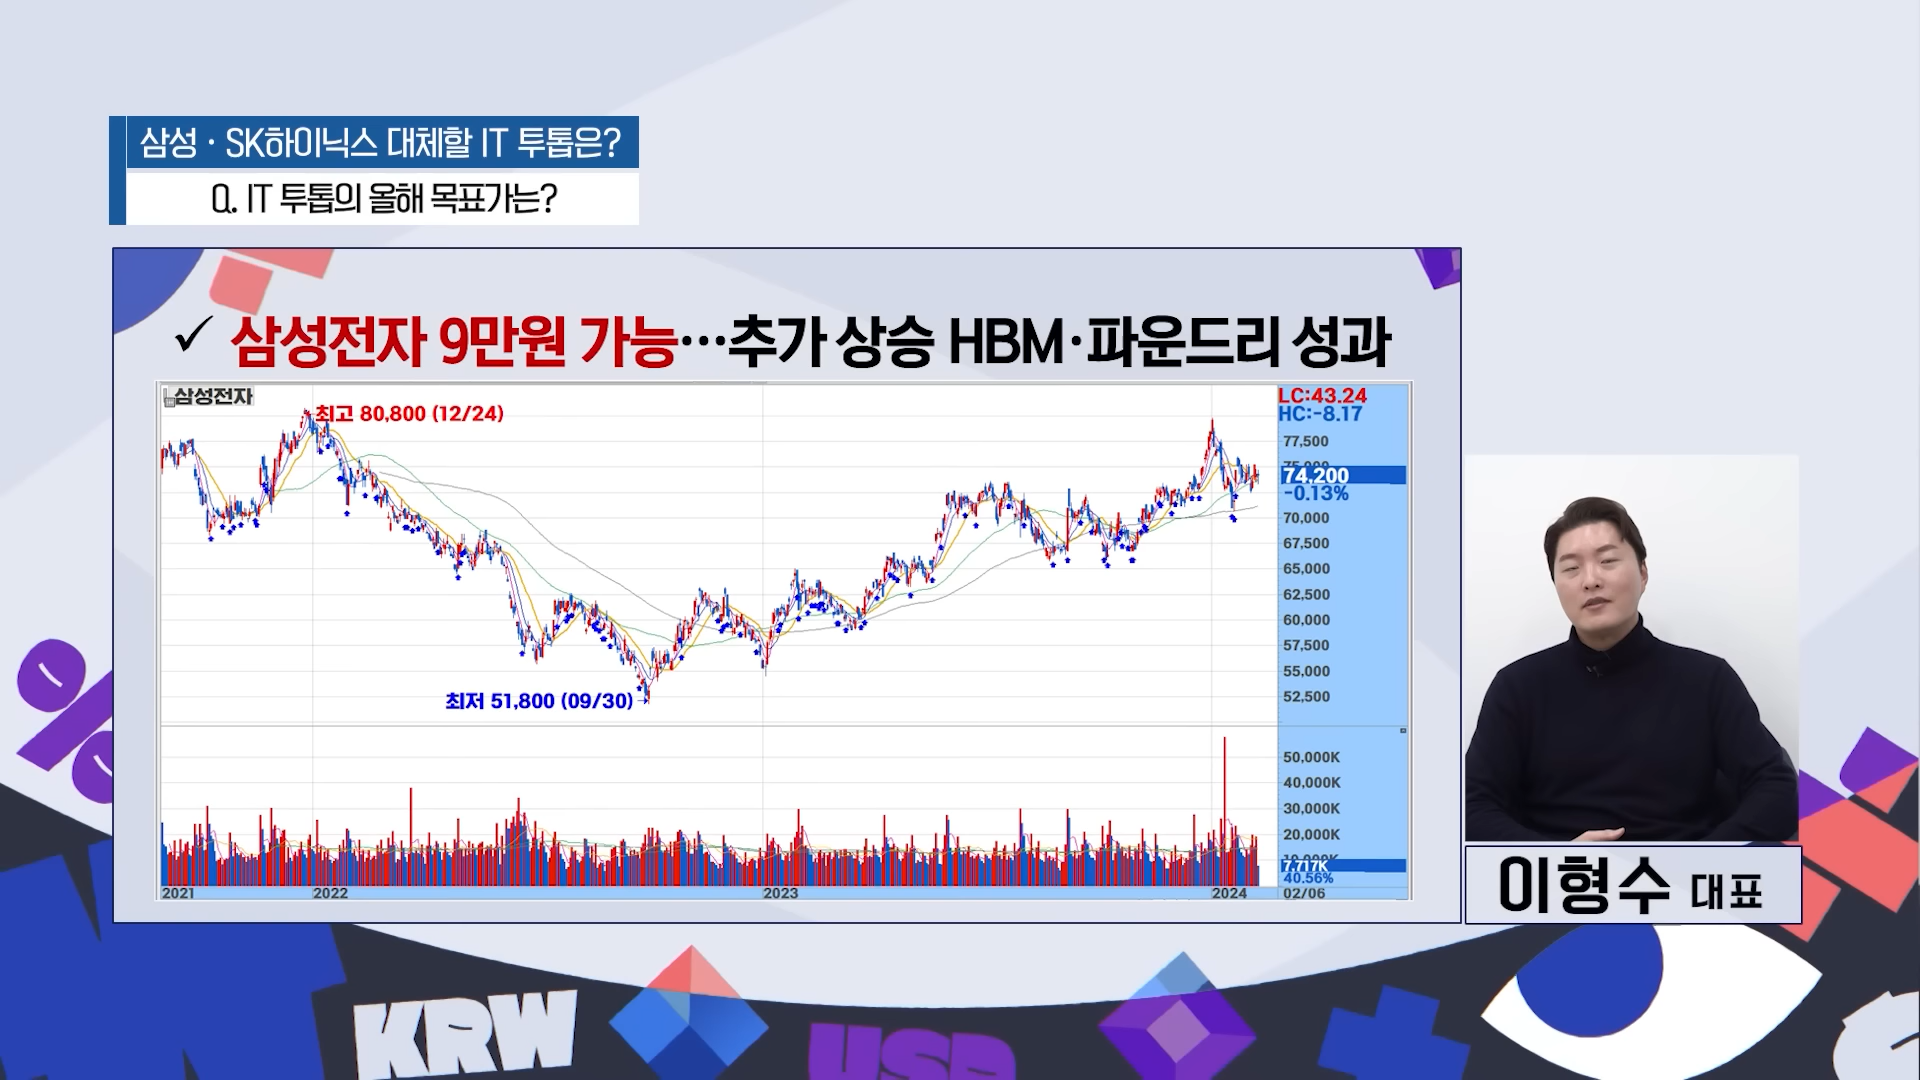 삼성 · SK하이닉스 대체할 IT 투톱은?
Q. IT 투톱의 올해 목표가는?
✓ 삼성전자 9만원 가능…추가 상승 HBM·파운드리 성과
삼성전자
최고 80,800 (12/24)
최저 51,800 (09/30)
LC:43.24
HC:-8.17
77,500
74,200
-0.13%
70,000
67,500
65,000
62,500
60,000
57,500
55,000
52,500
50,000K
40,000K
30,000K
20,000K
7,717K
40.56%
2021 2022 2023 2024 02/06
이형수 대표
KRW
USD